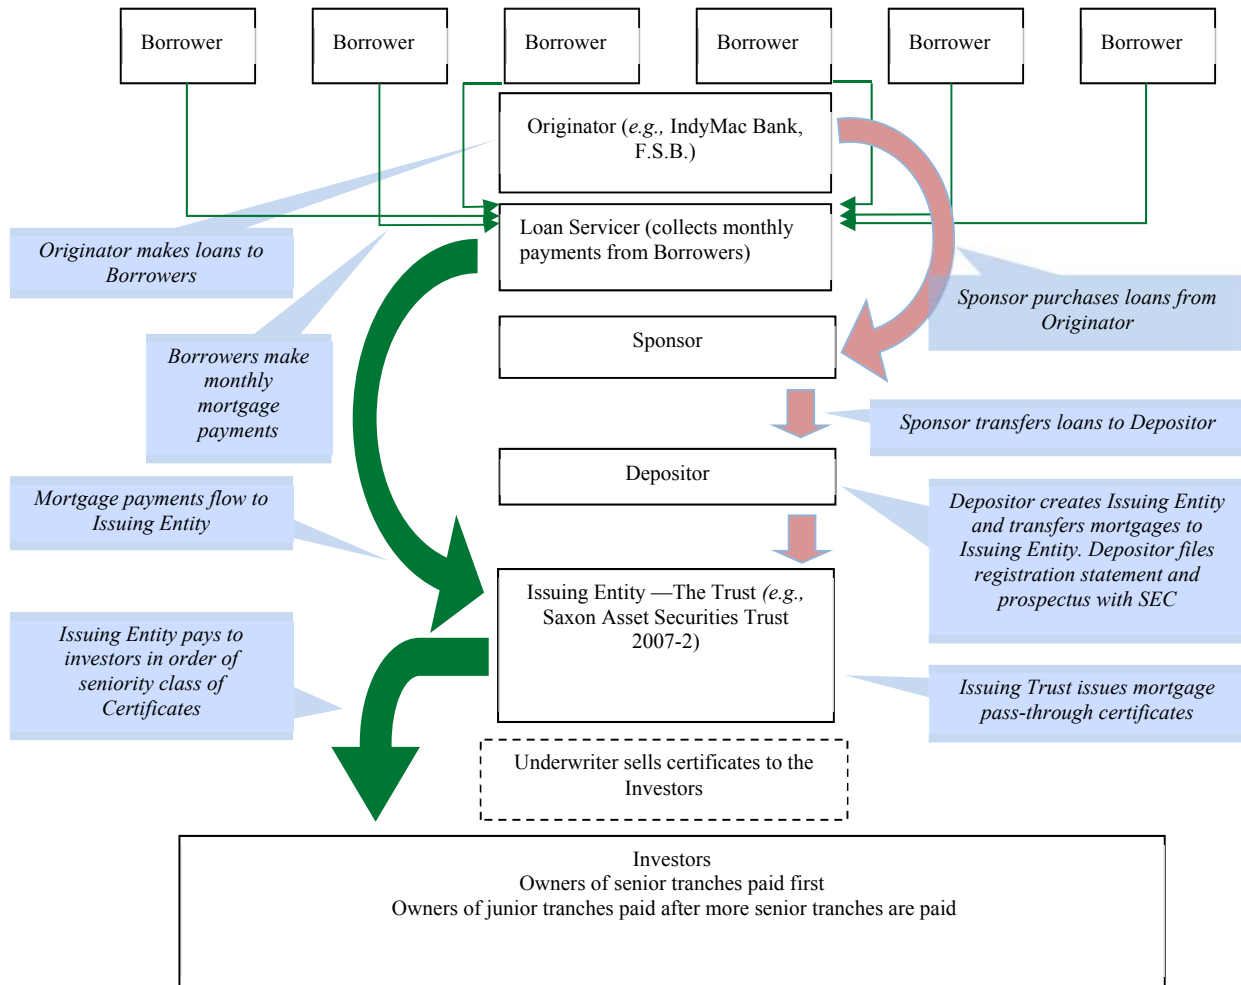 Borrower
Borrower
Borrower
Borrower
Borrower
Borrower
Originator (e.g., IndyMac Bank,
F.S.B.)
Loan Servicer (collects monthly
payments from Borrowers)
Originator makes loans to
Borrowers
Sponsor purchases loans from
Originator
Sponsor
Borrowers make
monthly
mortgage
payments
Sponsor transfers loans to Depositor
Depositor
Mortgage payments flow to
Issuing Entity
Depositor creates Issuing Entity
and transfers mortgages to
Issuing Entity. Depositor files
registration statement and
prospectus with SEC
Issuing Entity —The Trust (e.g.,
Saxon Asset Securities Trust
2007-2)
Issuing Entity pays to
investors in order of
seniority class of
Certificates
Issuing Trust issues mortgage
pass-through certificates
Underwriter sells certificates to the
Investors
Investors
Owners of senior tranches paid first
Owners of junior tranches paid after more senior tranches are paid